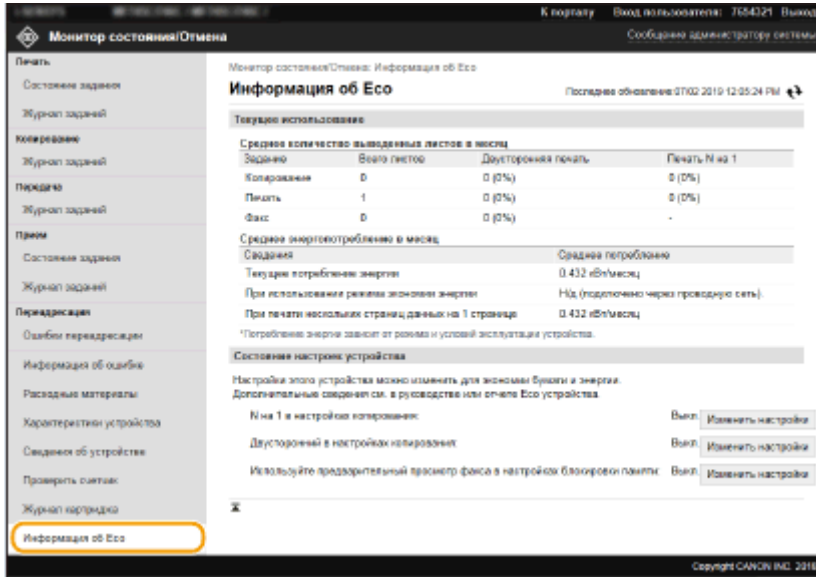 К порталу Вход пользователя: 7654321 Выход
Монитор состояния/Отмена
Сообщение администратору системы
Печать
Состояние задания
Журнал заданий
Копирование
Журнал заданий
Передача
Журнал заданий
Прием
Состояние задания
Журнал заданий
Переадресация
Ошибки переадресации
Информация об ошибке
Расходные материалы
Характеристики устройства
Сведения об устройстве
Проверить счетчик
Журнал картриджа
Информация об Eco
Монитор состояния/Отмена: Информация об Eco
Информация об Eco
Последнее обновление:07/02 2019 12:05:24 PM
Текущее использование
Среднее количество выведенных листов в месяц
Задание Всего листов Двусторонняя печать Печать N на 1
Копирование 0 0 (0%) 0 (0%)
Печать 1 0 (0%) 0 (0%)
Факс 0 0 (0%) -
Среднее энергопотребление в месяц
Сведения Среднее потребление
Текущее потребление энергии 0.432 кВт/месяц
При использовании режима экономии энергии Н/д (подключено через проводную сеть).
При печати нескольких страниц данных на 1 странице 0.432 кВт/месяц
*Потребление энергии зависит от режима и условий эксплуатации устройства.
Состояние настроек устройства
Настройки этого устройства можно изменить для экономии бумаги и энергии.
Дополнительные сведения см. в руководстве или отчете Eco устройства.
N на 1 в настройках копирования: Выкл. Изменить настройки
Двусторонний в настройках копирования: Выкл. Изменить настройки
Используйте предварительный просмотр факса в настройках блокировки памяти: Выкл. Изменить настройки
Copyright CANON INC. 2018